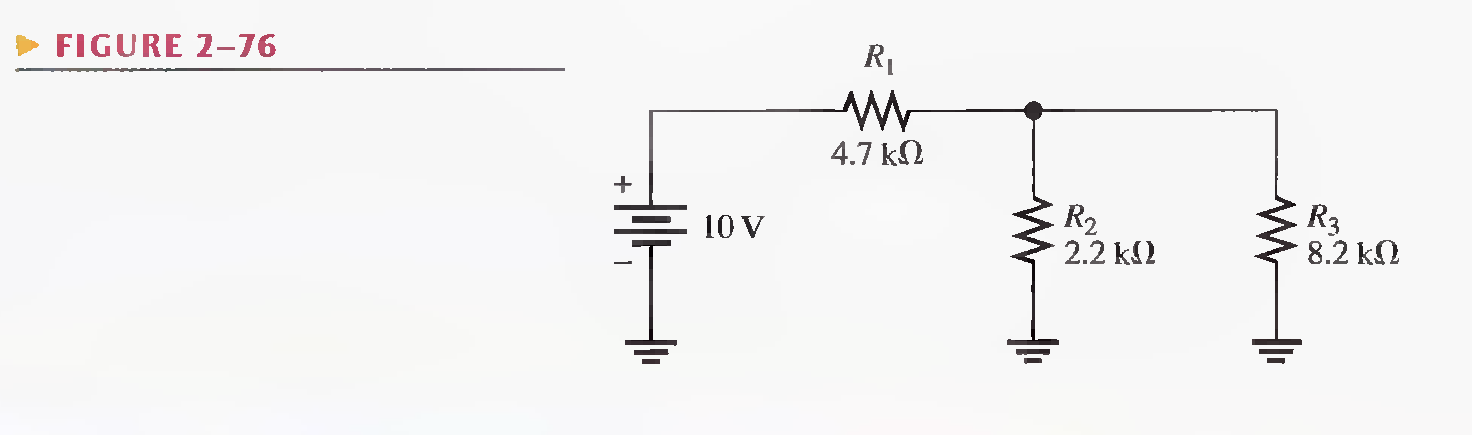 FIGURE 2–76
R1
4.7 kΩ
+
10 V
–
R2
2.2 kΩ
R3
8.2 kΩ